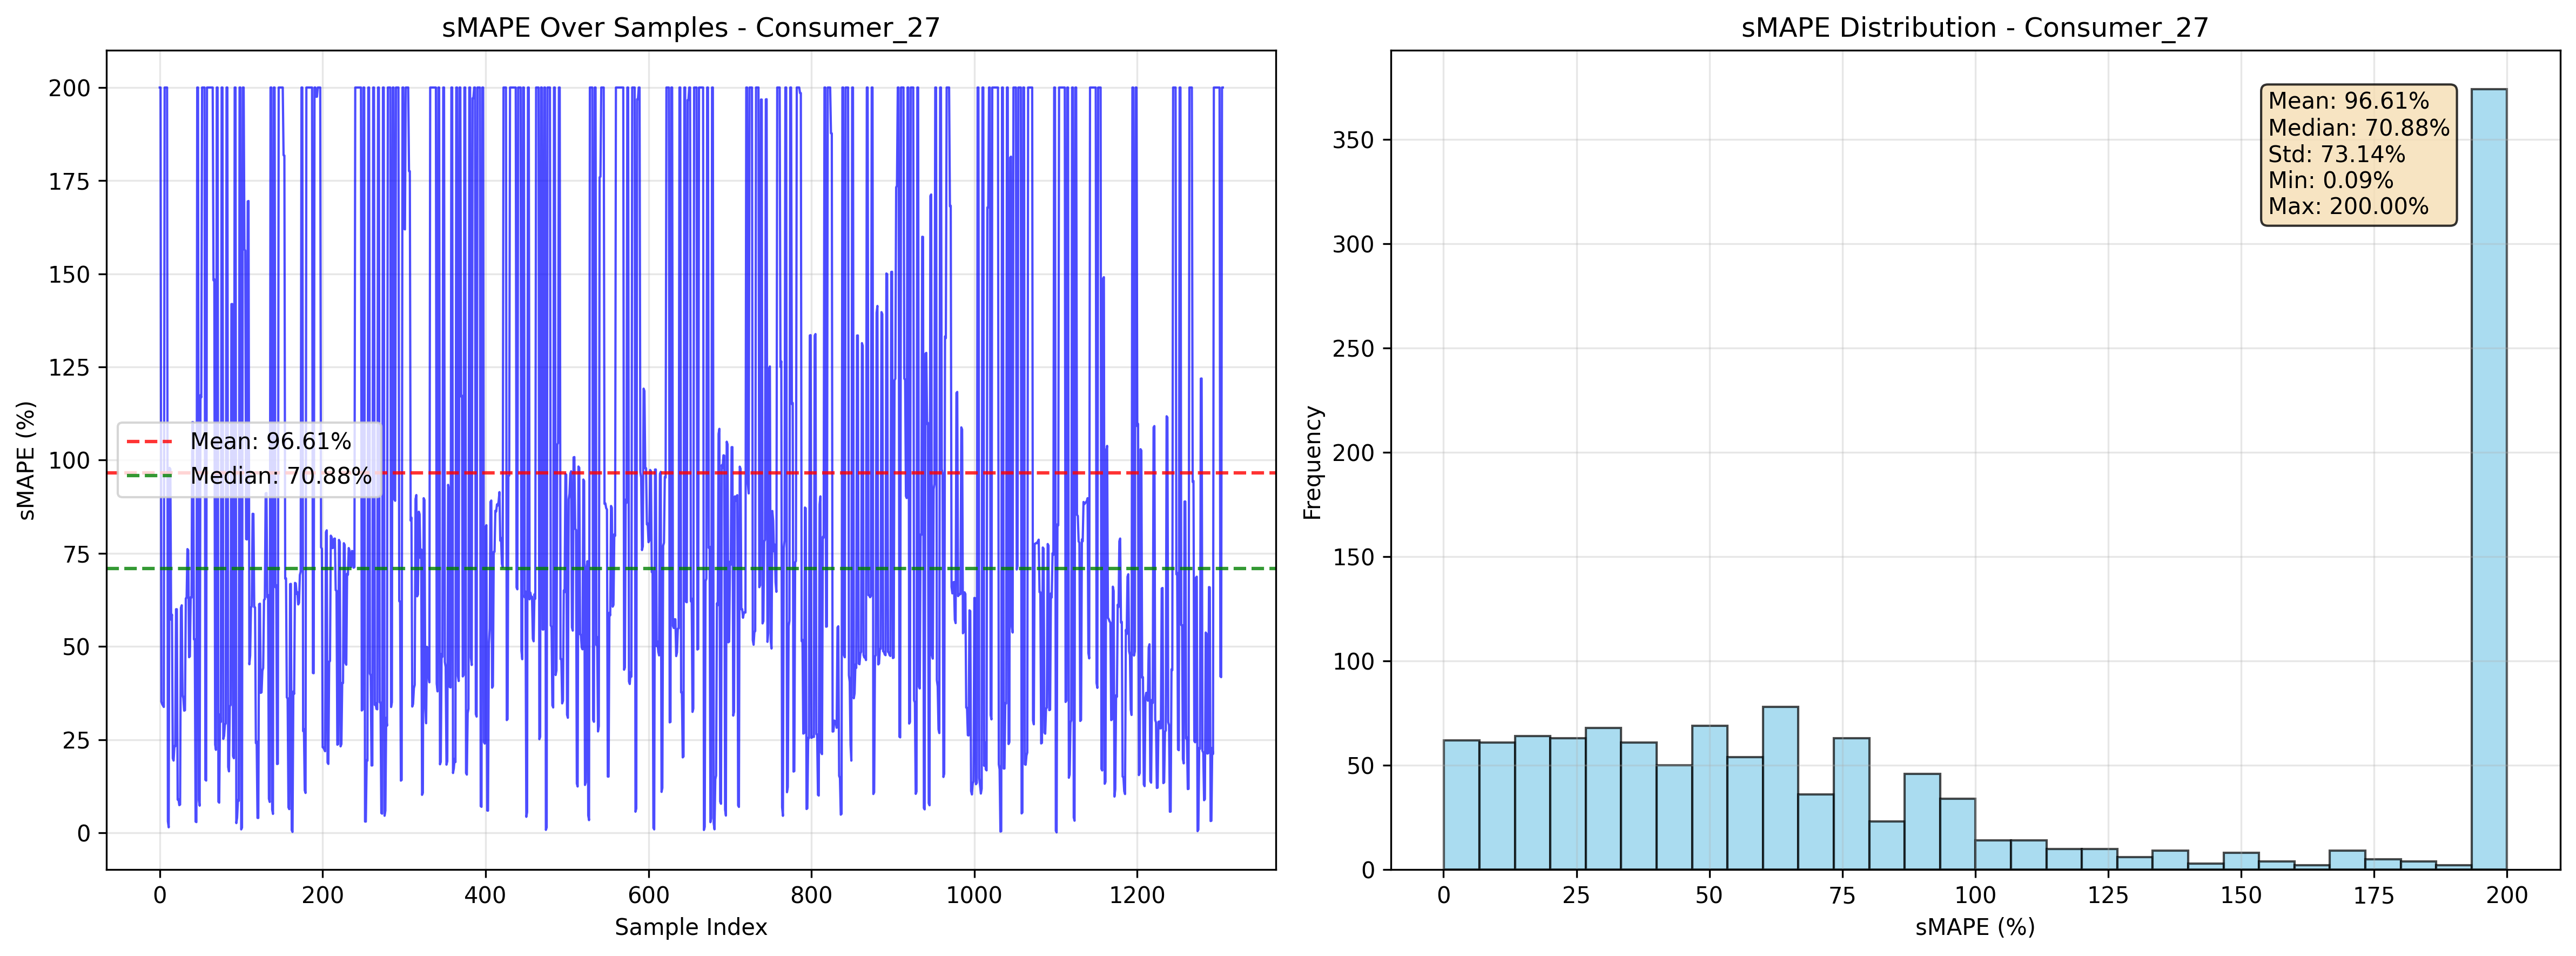 sMAPE Over Samples - Consumer_27
sMAPE (%)
200
175
150
125
100
75
50
25
0
Mean: 96.61%
Median: 70.88%
0
200
400
600
800
1000
1200
Sample Index
sMAPE Distribution - Consumer_27
Frequency
350
300
250
200
150
100
50
0
Mean: 96.61%
Median: 70.88%
Std: 73.14%
Min: 0.09%
Max: 200.00%
0
25
50
75
100
125
150
175
200
sMAPE (%)